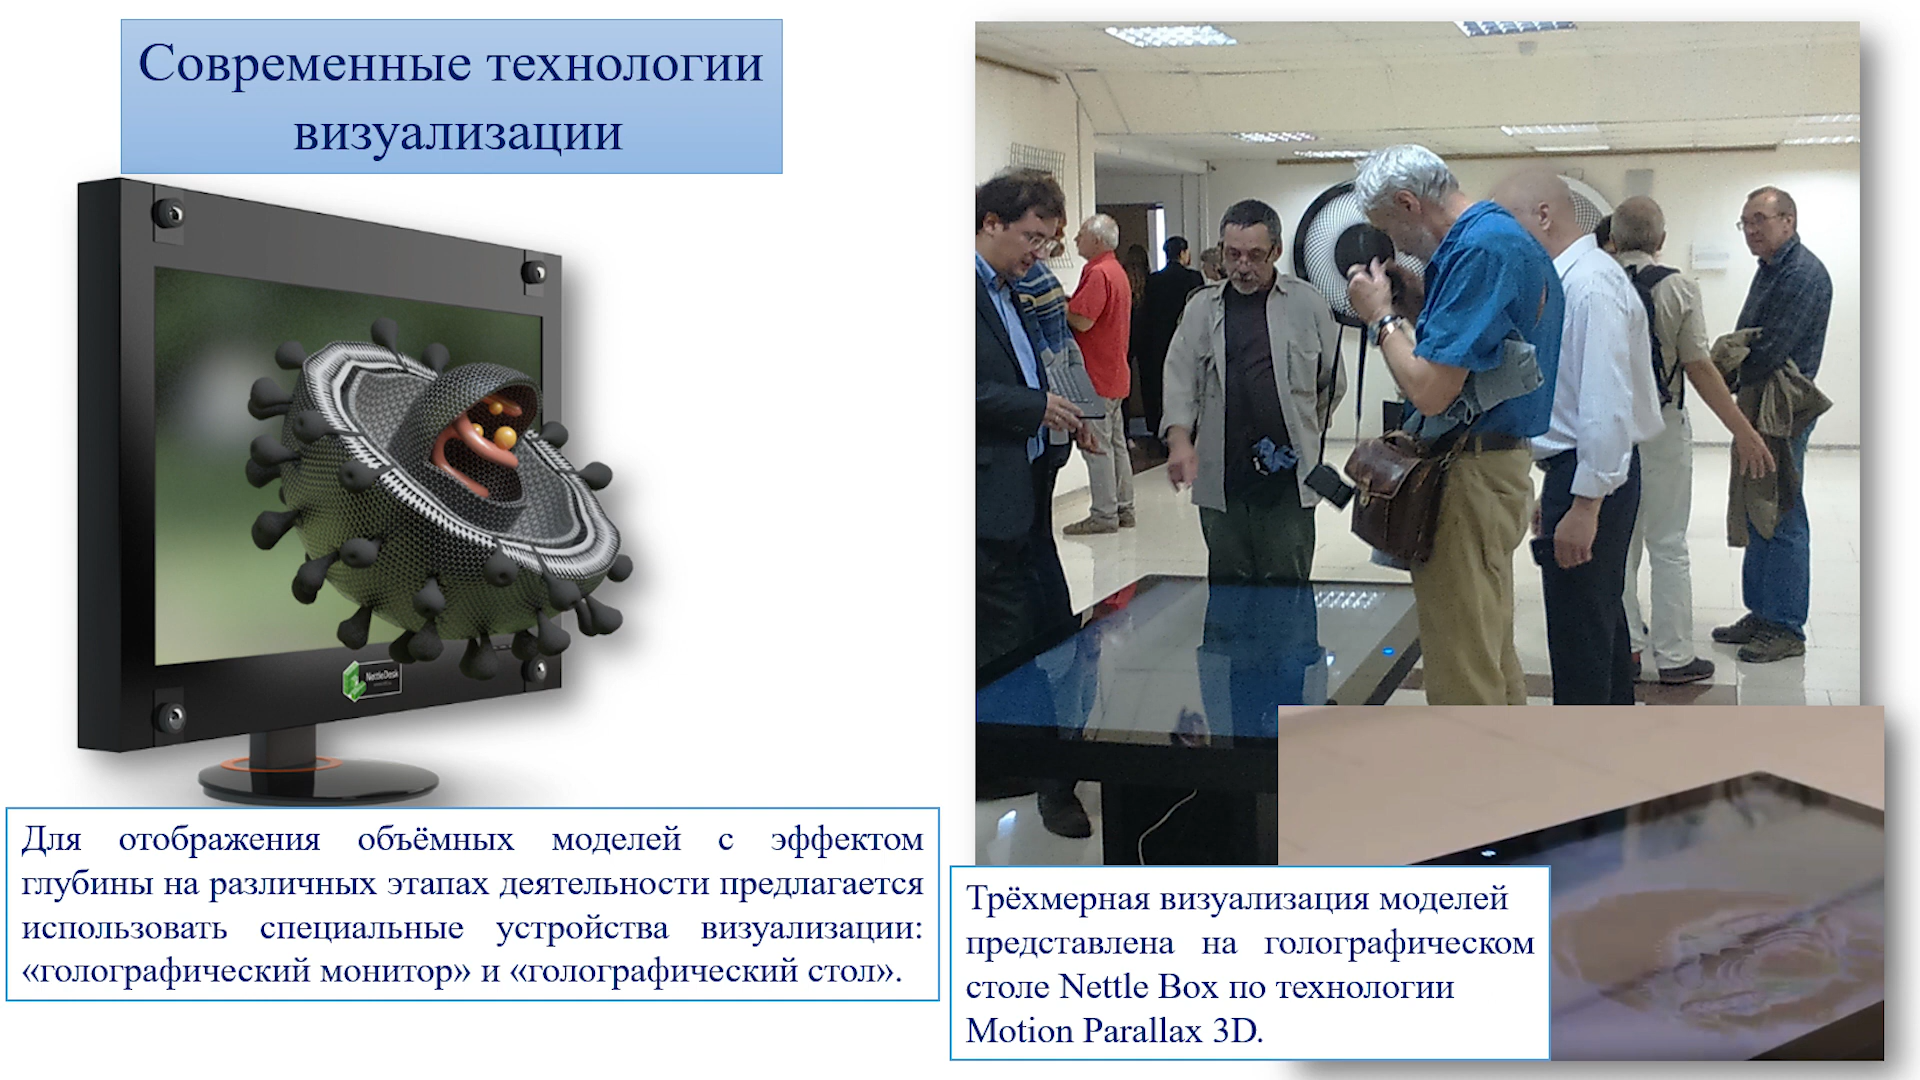 Современные технологии
визуализации
NettleDesk
Для отображения объёмных моделей с эффектом
глубины на различных этапах деятельности предлагается
использовать специальные устройства визуализации:
«голографический монитор» и «голографический стол».
Трёхмерная визуализация моделей
представлена на голографическом
столе Nettle Box по технологии
Motion Parallax 3D.